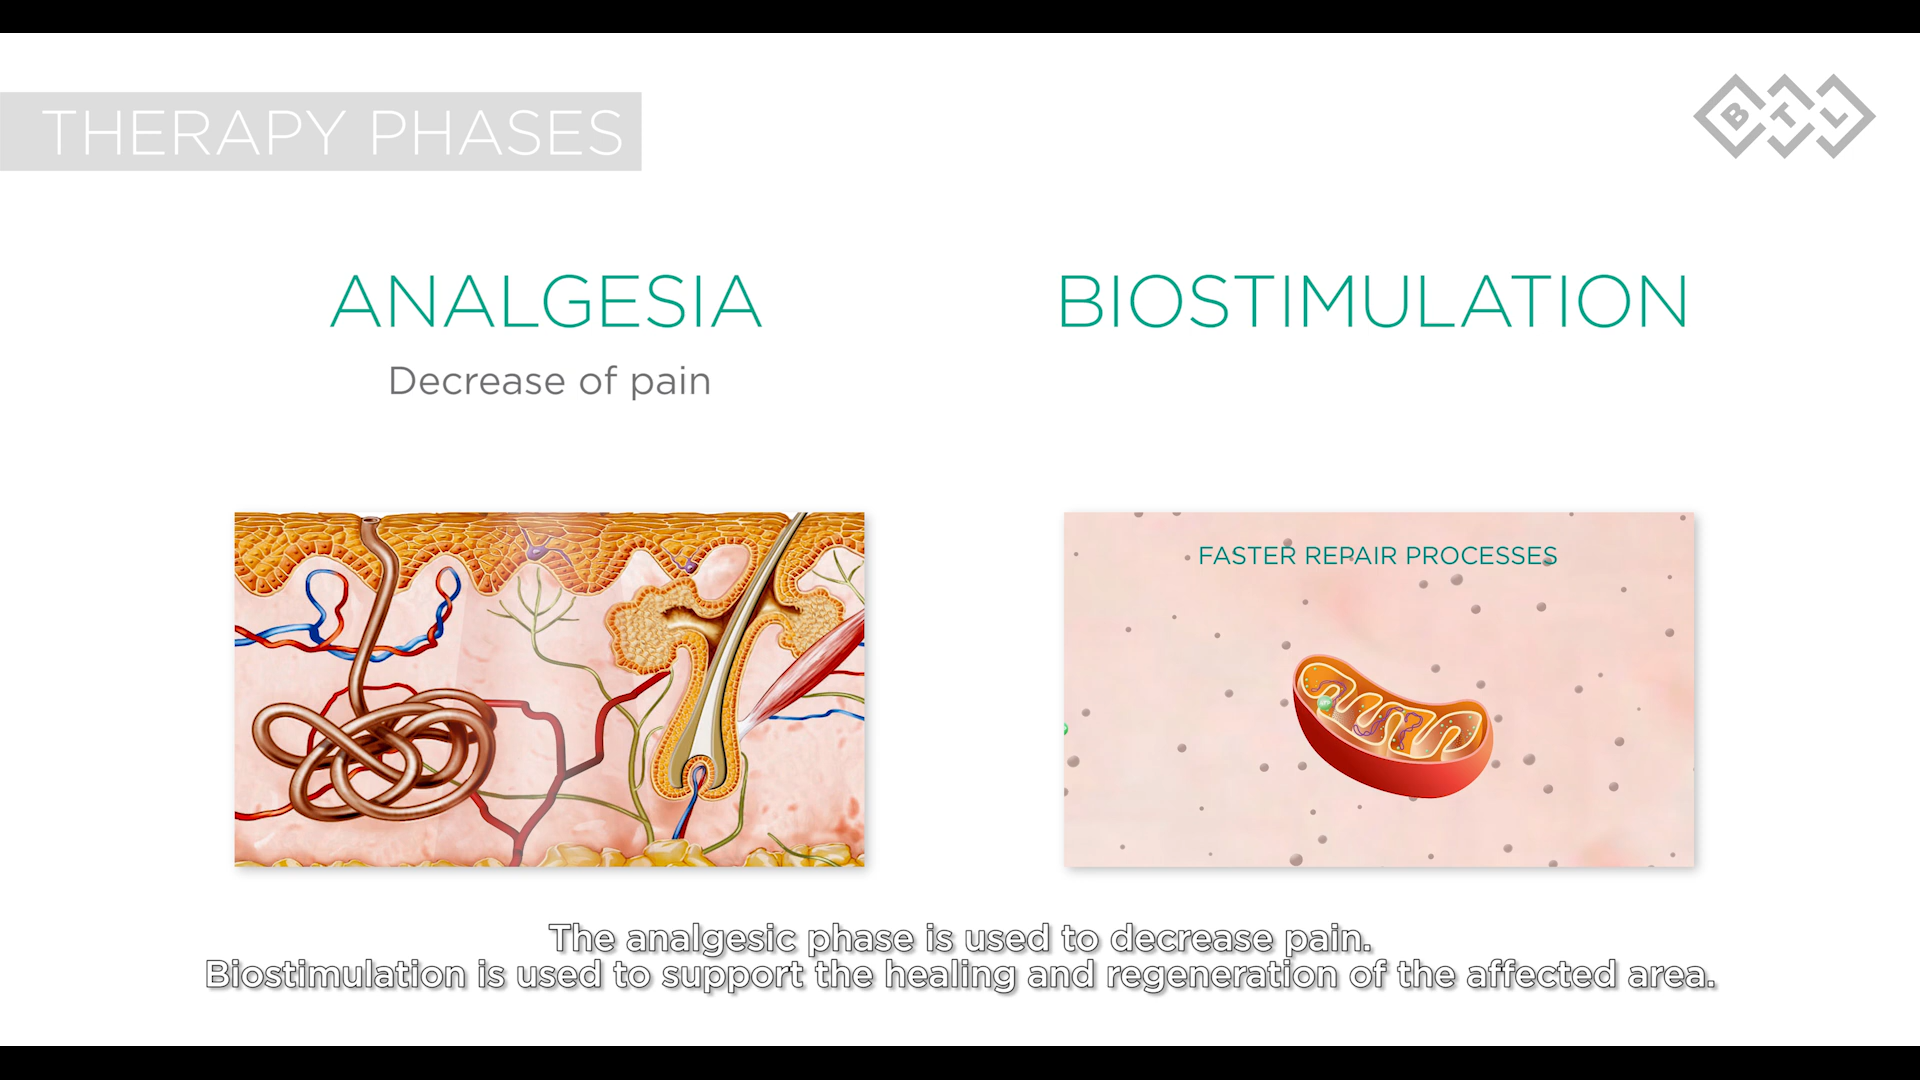 THERAPY PHASES
BTL
ANALGESIA
Decrease of pain
BIOSTIMULATION
FASTER REPAIR PROCESSES
The analgesic phase is used to decrease pain.
Biostimulation is used to support the healing and regeneration of the affected area.